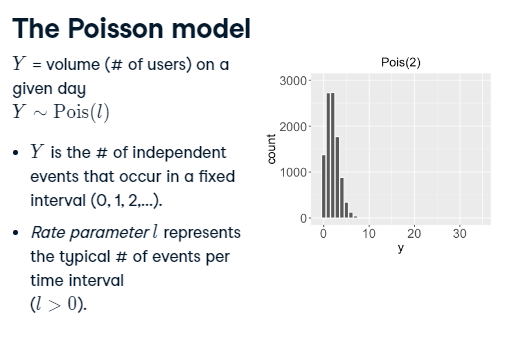 The Poisson model
Y = volume (# of users) on a
given day
Y ∼ Pois(l)
• Y is the # of independent
events that occur in a fixed
interval (0, 1, 2,...).
• Rate parameter l represents
the typical # of events per
time interval
(l > 0).
Pois(2)
3000
2000
1000
0
count
0 10 20 30
y